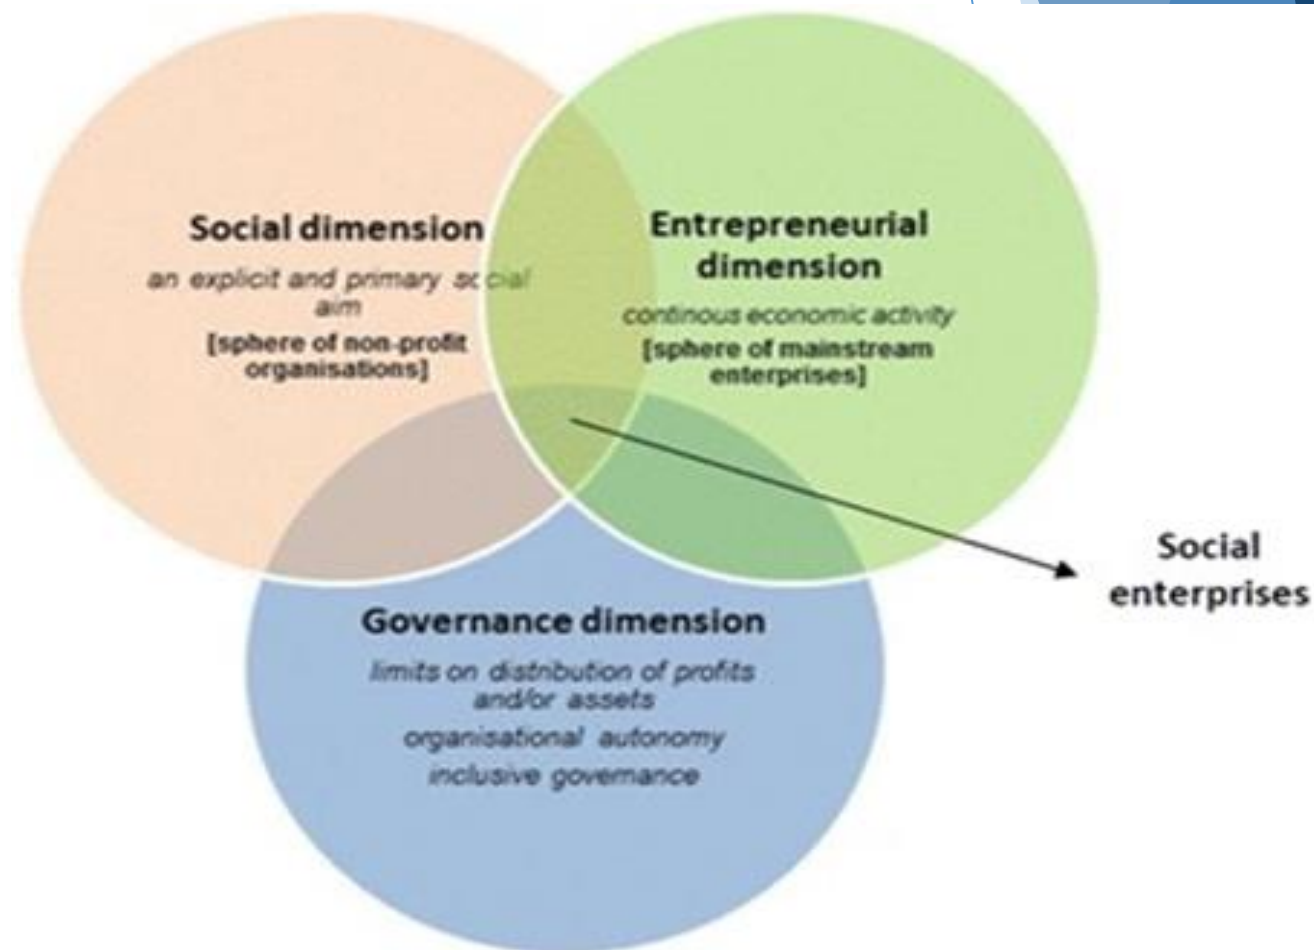 Social dimension
an explicit and primary social
aim
[sphere of non-profit
organisations]
Entrepreneurial
dimension
continous economic activity
[sphere of mainstream
enterprises]
Social
enterprises
Governance dimension
limits on distribution of profits
and/or assets
organisational autonomy
inclusive governance